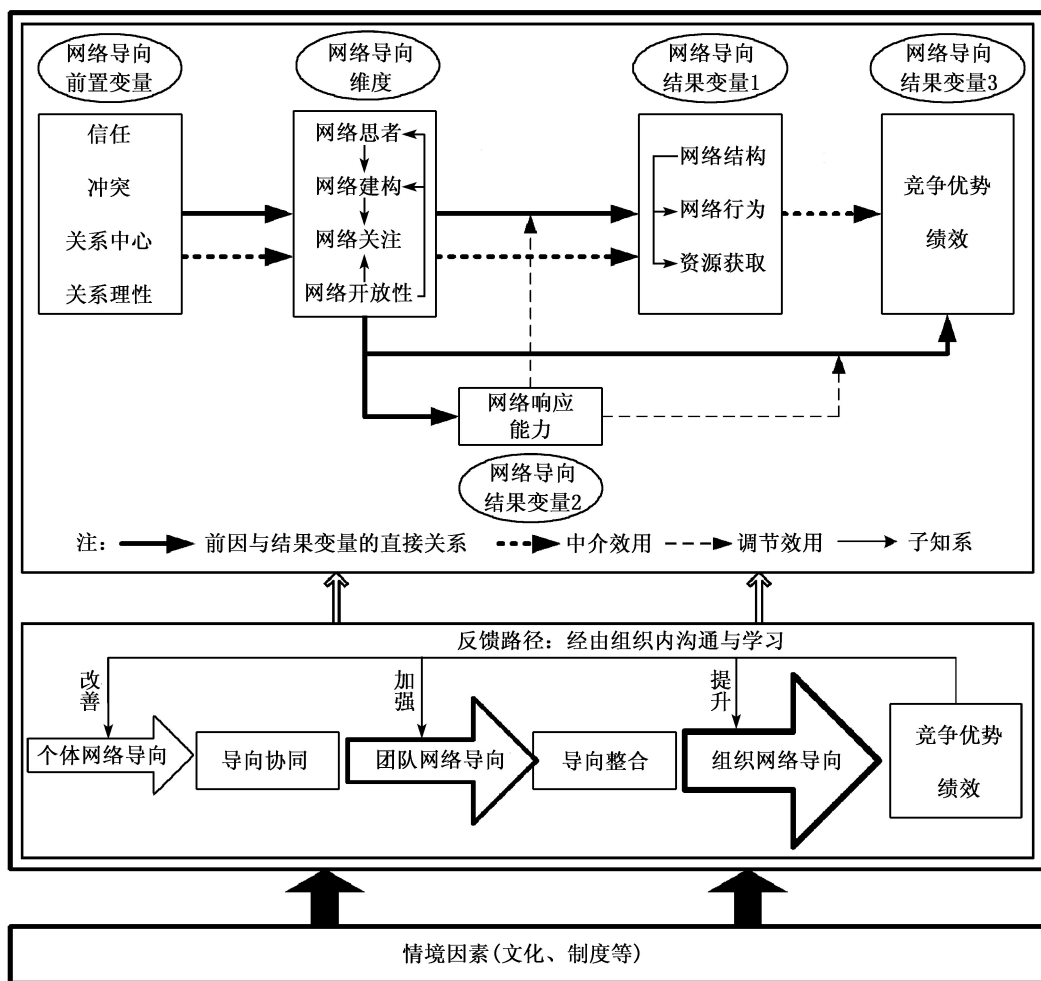 网络导向
前置变量
网络导向
维度
网络导向
结果变量1
网络导向
结果变量3
信任
冲突
关系中心
关系理性
网络思者
网络建构
网络关注
网络开放性
网络结构
网络行为
资源获取
竞争优势
绩效
网络响应
能力
网络导向
结果变量2
注：
前因与结果变量的直接关系
中介效用
调节效用
子知系
反馈路径：经由组织内沟通与学习
改善
加强
提升
个体网络导向
导向协同
团队网络导向
导向整合
组织网络导向
竞争优势
绩效
情境因素(文化、制度等)